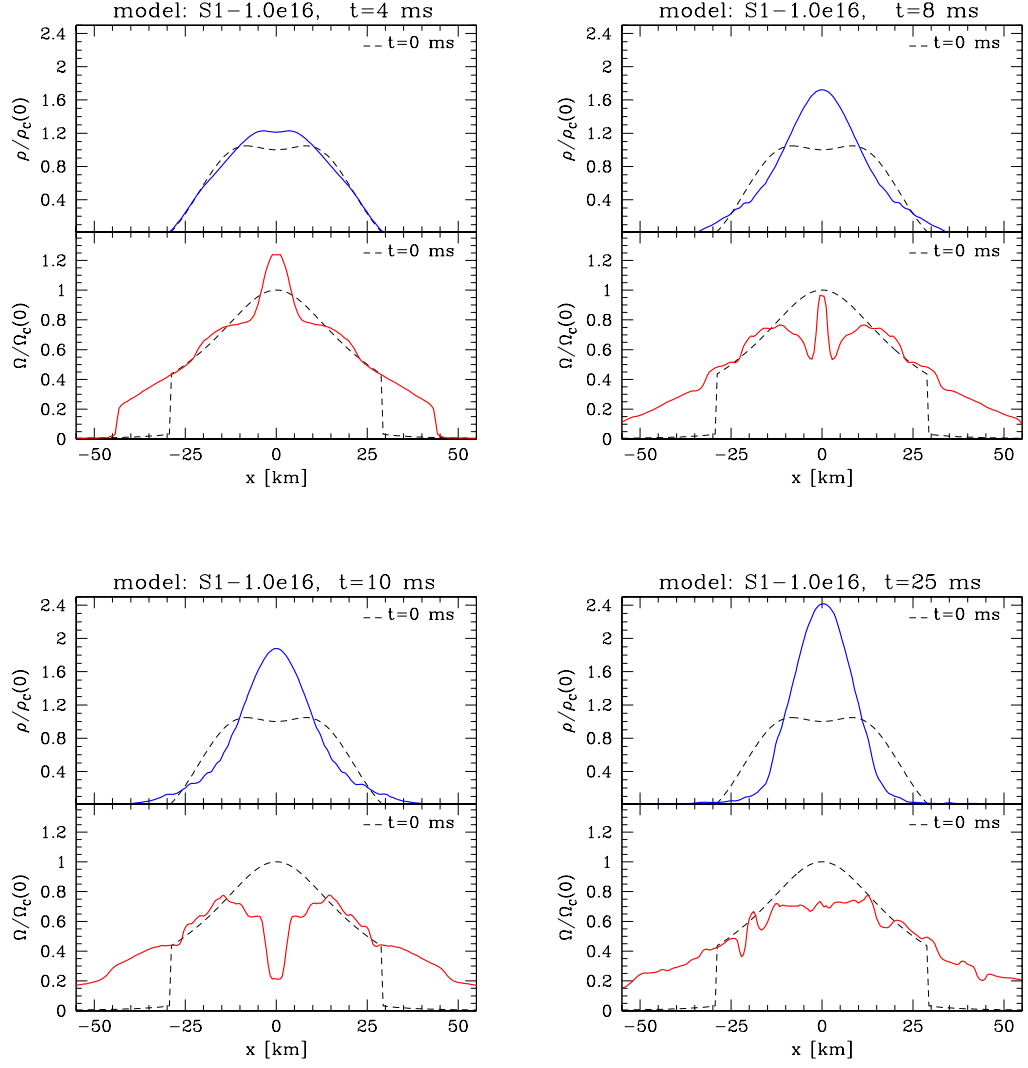 model: S1−1.0e16, t=4 ms
2.4
2
1.6
1.2
0.8
0.4
ρ/ρc(0)
t=0 ms
1.2
1
0.8
0.6
0.4
0.2
0
Ω/Ωc(0)
t=0 ms
−50 −25 0 25 50
x [km]
model: S1−1.0e16, t=8 ms
2.4
2
1.6
1.2
0.8
0.4
ρ/ρc(0)
t=0 ms
1.2
1
0.8
0.6
0.4
0.2
0
Ω/Ωc(0)
t=0 ms
−50 −25 0 25 50
x [km]
model: S1−1.0e16, t=10 ms
2.4
2
1.6
1.2
0.8
0.4
ρ/ρc(0)
t=0 ms
1.2
1
0.8
0.6
0.4
0.2
0
Ω/Ωc(0)
t=0 ms
−50 −25 0 25 50
x [km]
model: S1−1.0e16, t=25 ms
2.4
2
1.6
1.2
0.8
0.4
ρ/ρc(0)
t=0 ms
1.2
1
0.8
0.6
0.4
0.2
0
Ω/Ωc(0)
t=0 ms
−50 −25 0 25 50
x [km]